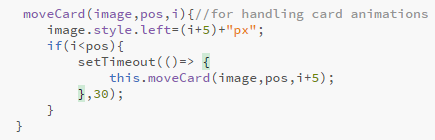 moveCard(image,pos,i){//for handling card animations
image.style.left=(i+5)+"px";
if(i<pos){
setTimeout(()=> {
this.moveCard(image,pos,i+5);
},30);
}
}